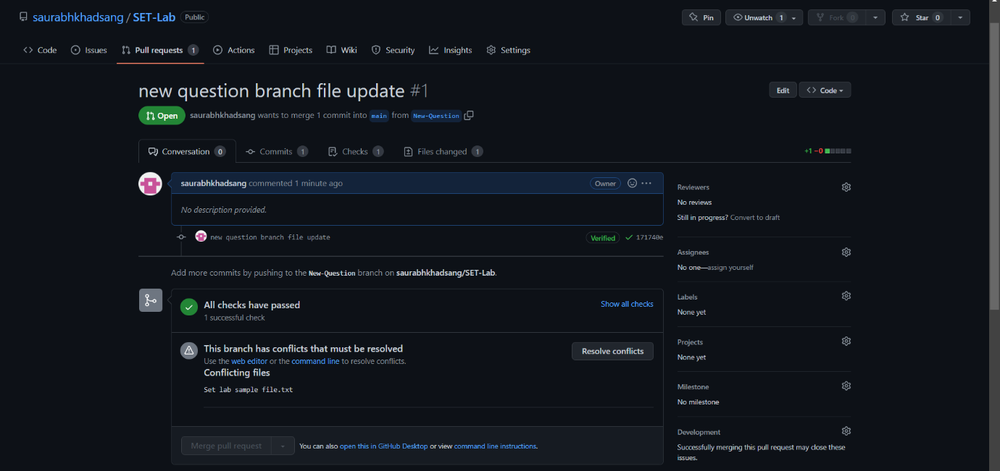 saurabhkhadsang / SET-Lab Public
Pin Unwatch 1 Fork 0 Star 0
Code Issues Pull requests 1 Actions Projects Wiki Security Insights Settings
new question branch file update #1
Edit <> Code
Open saurabhkhadsang wants to merge 1 commit into main from New-Question
Conversation 0 Commits 1 Checks 1 Files changed 1
+1 −0
saurabhkhadsang commented 1 minute ago Owner
No description provided.
new question branch file update Verified 171740e
Add more commits by pushing to the New-Question branch on saurabhkhadsang/SET-Lab.
All checks have passed Show all checks
1 successful check
This branch has conflicts that must be resolved Resolve conflicts
Use the web editor or the command line to resolve conflicts.
Conflicting files
Set lab sample file.txt
Merge pull request You can also open this in GitHub Desktop or view command line instructions.
Reviewers
No reviews
Still in progress? Convert to draft
Assignees
No one—assign yourself
Labels
None yet
Projects
None yet
Milestone
No milestone
Development
Successfully merging this pull request may close these
issues.